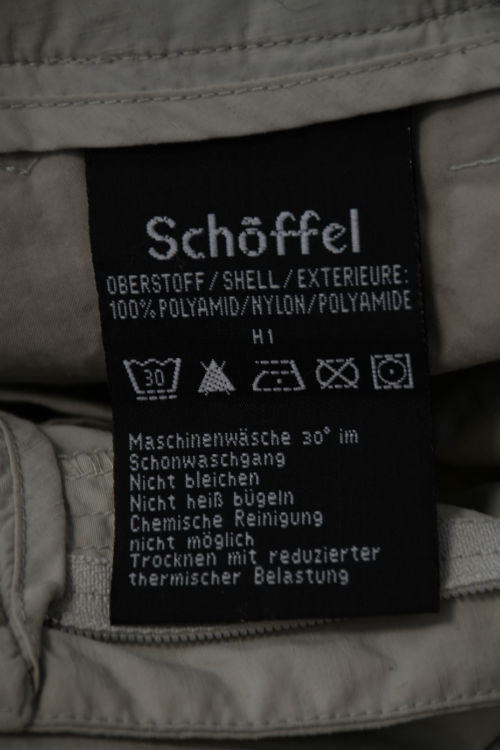 Schöffel
OBERSTOFF/SHELL/EXTERIEURE:
100% POLYAMID/NYLON/POLYAMIDE
H1
30
Maschinenwäsche 30° im
Schonwaschgang
Nicht bleichen
Nicht heiß bügeln
Chemische Reinigung
nicht möglich
Trocknen mit reduzierter
thermischer Belastung